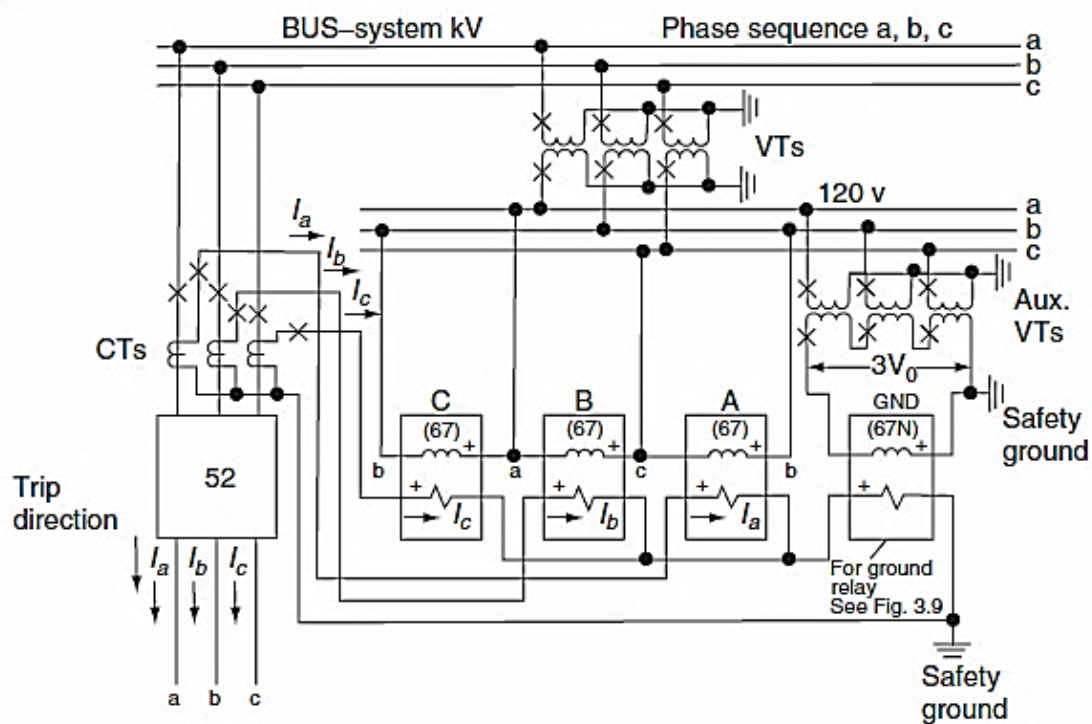 BUS–system kV
Phase sequence a, b, c
a
b
c
VTs
120 v
a
b
c
Ia
Ib
Ic
Aux.
VTs
CTs
3V0
C
B
A
GND
(67)
(67)
(67)
(67N)
Safety
ground
+
+
+
+
b
a
c
b
52
+
+
+
+
Ic
Ib
Ia
Trip
direction
Ia
Ib
Ic
For ground
relay
See Fig. 3.9
Safety
ground
a
b
c